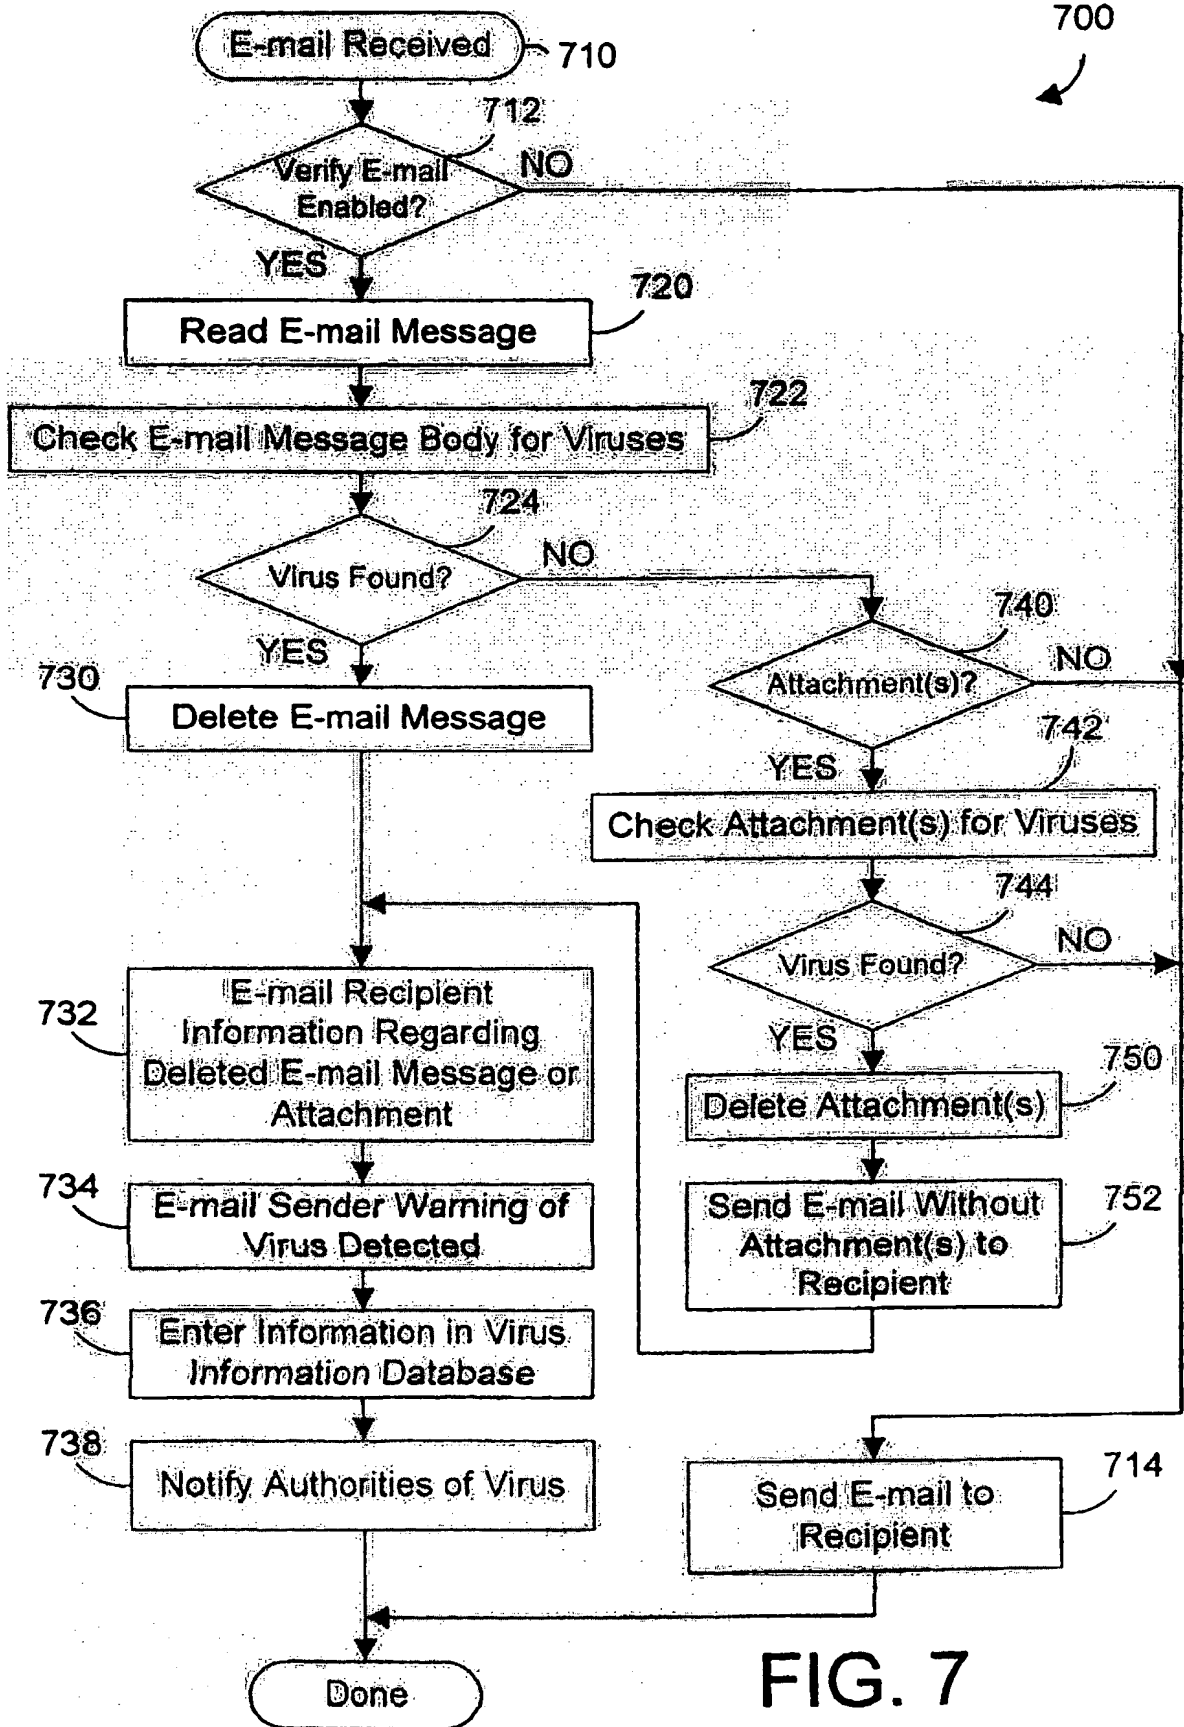 700
E-mail Received
710
712
Verify E-mail
Enabled?
NO
YES
720
Read E-mail Message
722
Check E-mail Message Body for Viruses
724
Virus Found?
NO
YES
740
Attachment(s)?
NO
YES
730
Delete E-mail Message
742
Check Attachment(s) for Viruses
744
Virus Found?
NO
YES
732
E-mail Recipient
Information Regarding
Deleted E-mail Message or
Attachment
750
Delete Attachment(s)
734
E-mail Sender Warning of
Virus Detected
752
Send E-mail Without
Attachment(s) to
Recipient
736
Enter Information in Virus
Information Database
738
Notify Authorities of Virus
714
Send E-mail to
Recipient
Done
FIG. 7